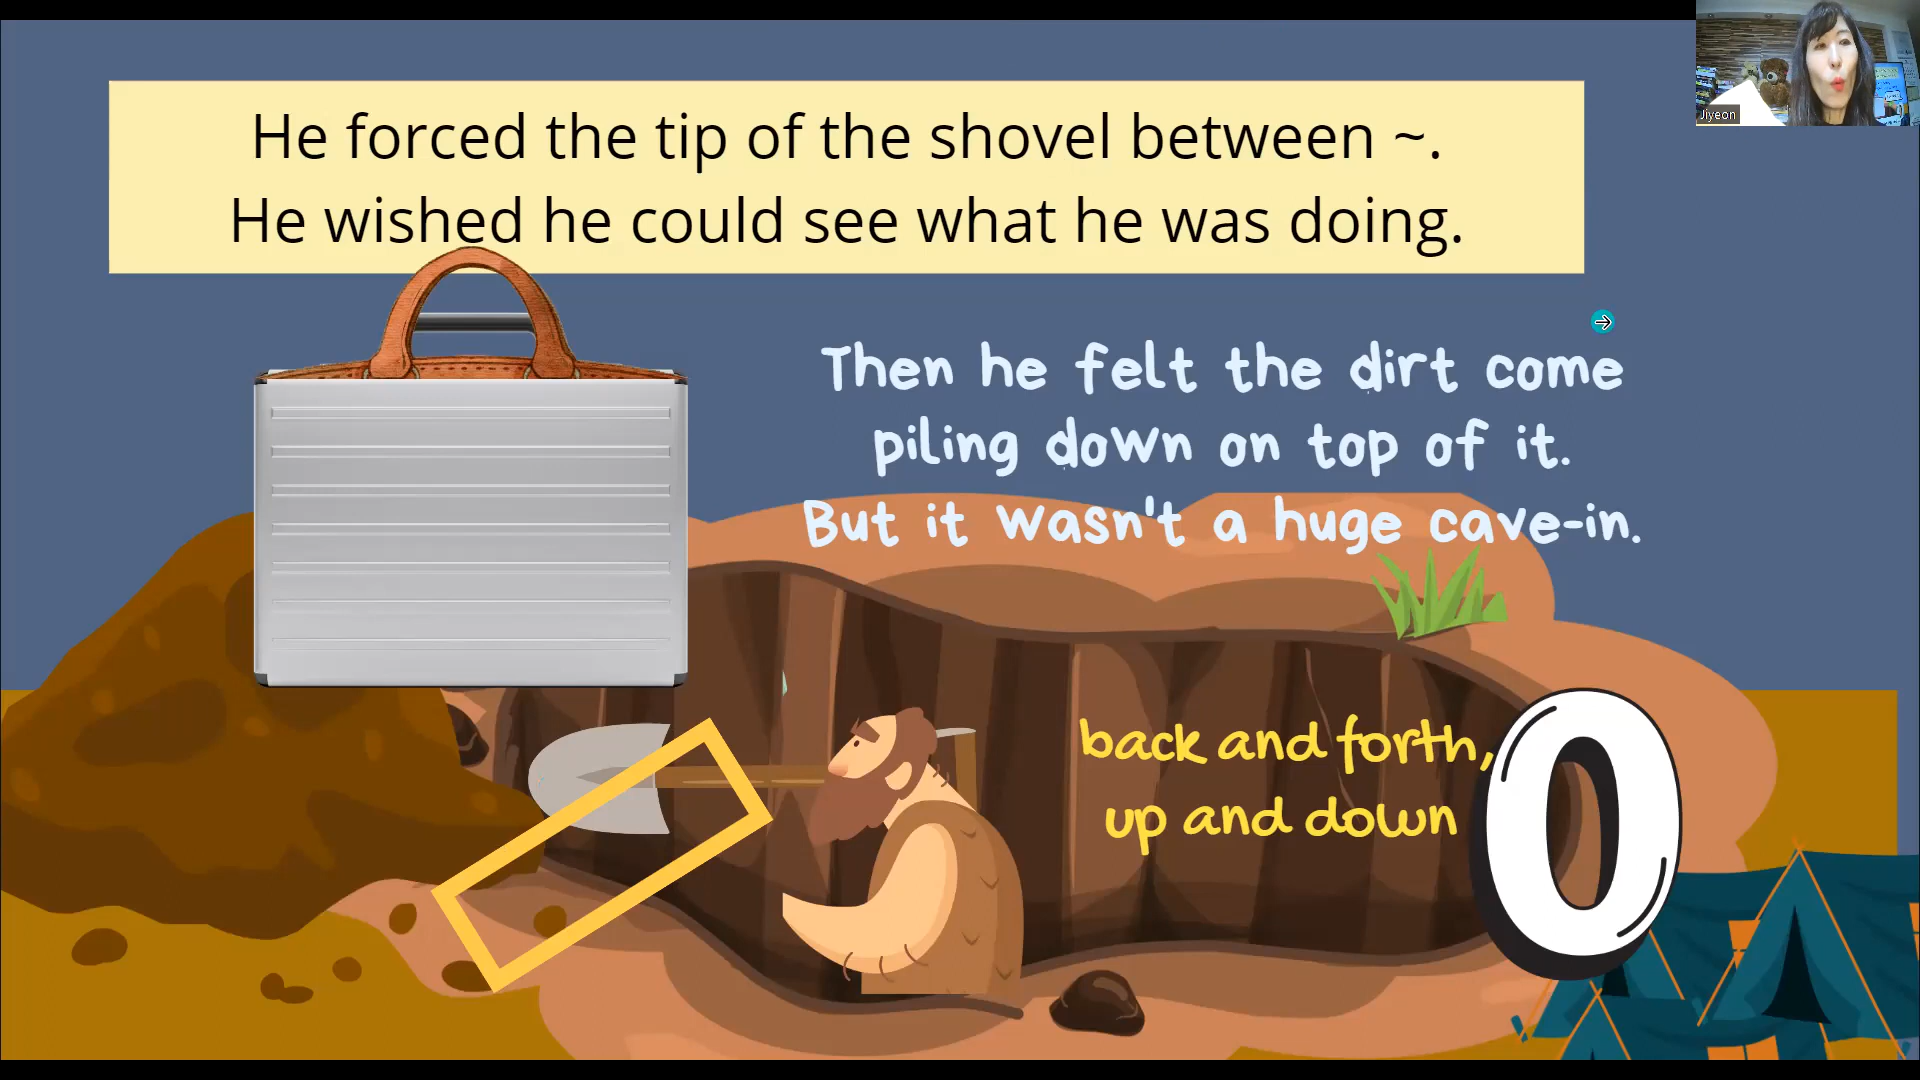 He forced the tip of the shovel between ~.
He wished he could see what he was doing.
Jiyeon
Then he felt the dirt come
piling down on top of it.
But it wasn't a huge cave-in.
back and forth,
up and down
0